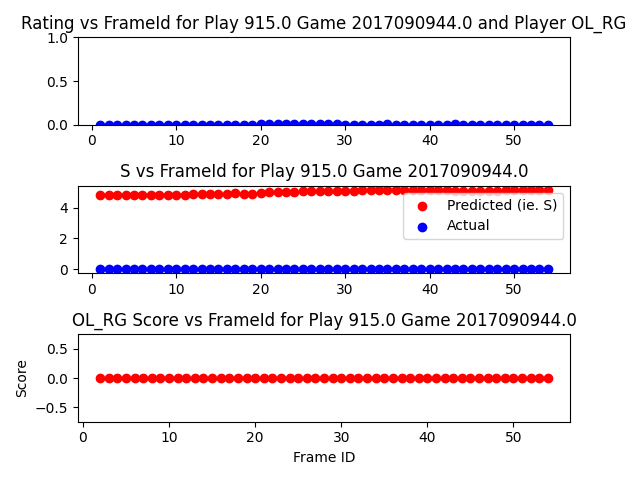 Rating vs FrameId for Play 915.0 Game 2017090944.0 and Player OL_RG
1.0
0.5
0.0
0 10 20 30 40 50
S vs FrameId for Play 915.0 Game 2017090944.0
4
2
0
Predicted (ie. S)
Actual
0 10 20 30 40 50
OL_RG Score vs FrameId for Play 915.0 Game 2017090944.0
Score
0.5
0.0
−0.5
0 10 20 30 40 50
Frame ID